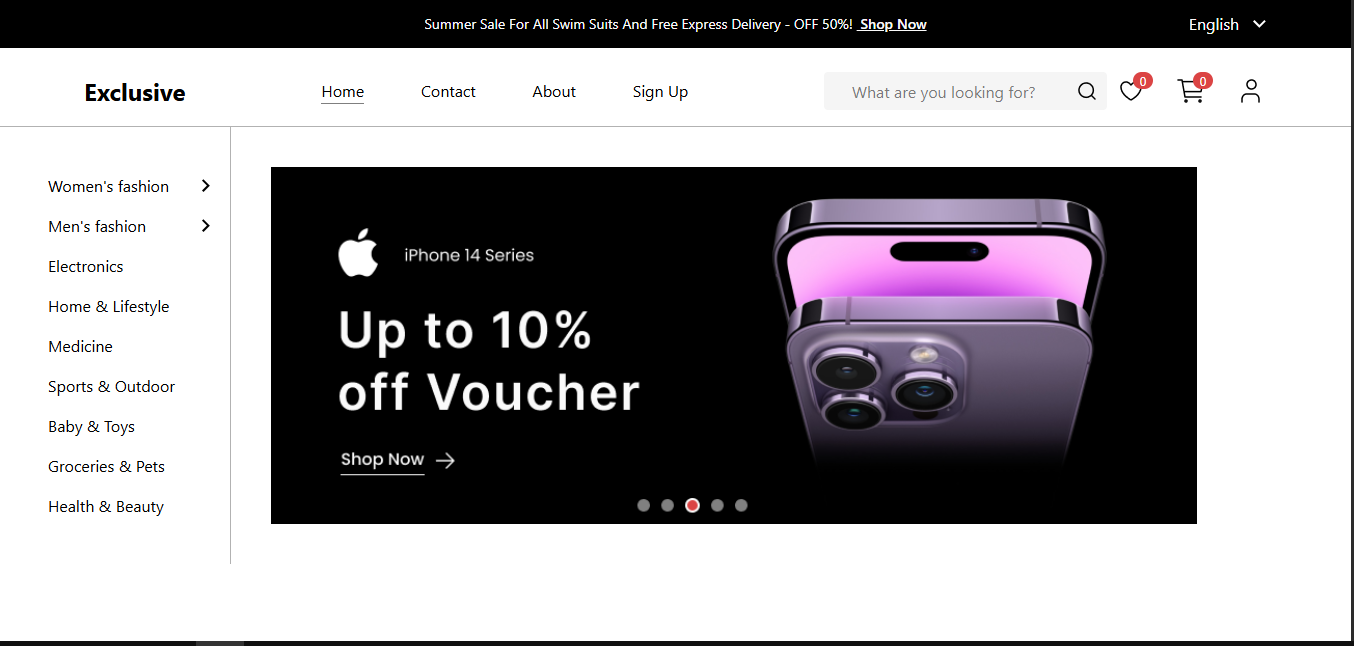 Summer Sale For All Swim Suits And Free Express Delivery - OFF 50%! Shop Now
English
Exclusive
Home
Contact
About
Sign Up
What are you looking for?
0
0
Women's fashion
Men's fashion
Electronics
Home & Lifestyle
Medicine
Sports & Outdoor
Baby & Toys
Groceries & Pets
Health & Beauty
iPhone 14 Series
Up to 10%
off Voucher
Shop Now